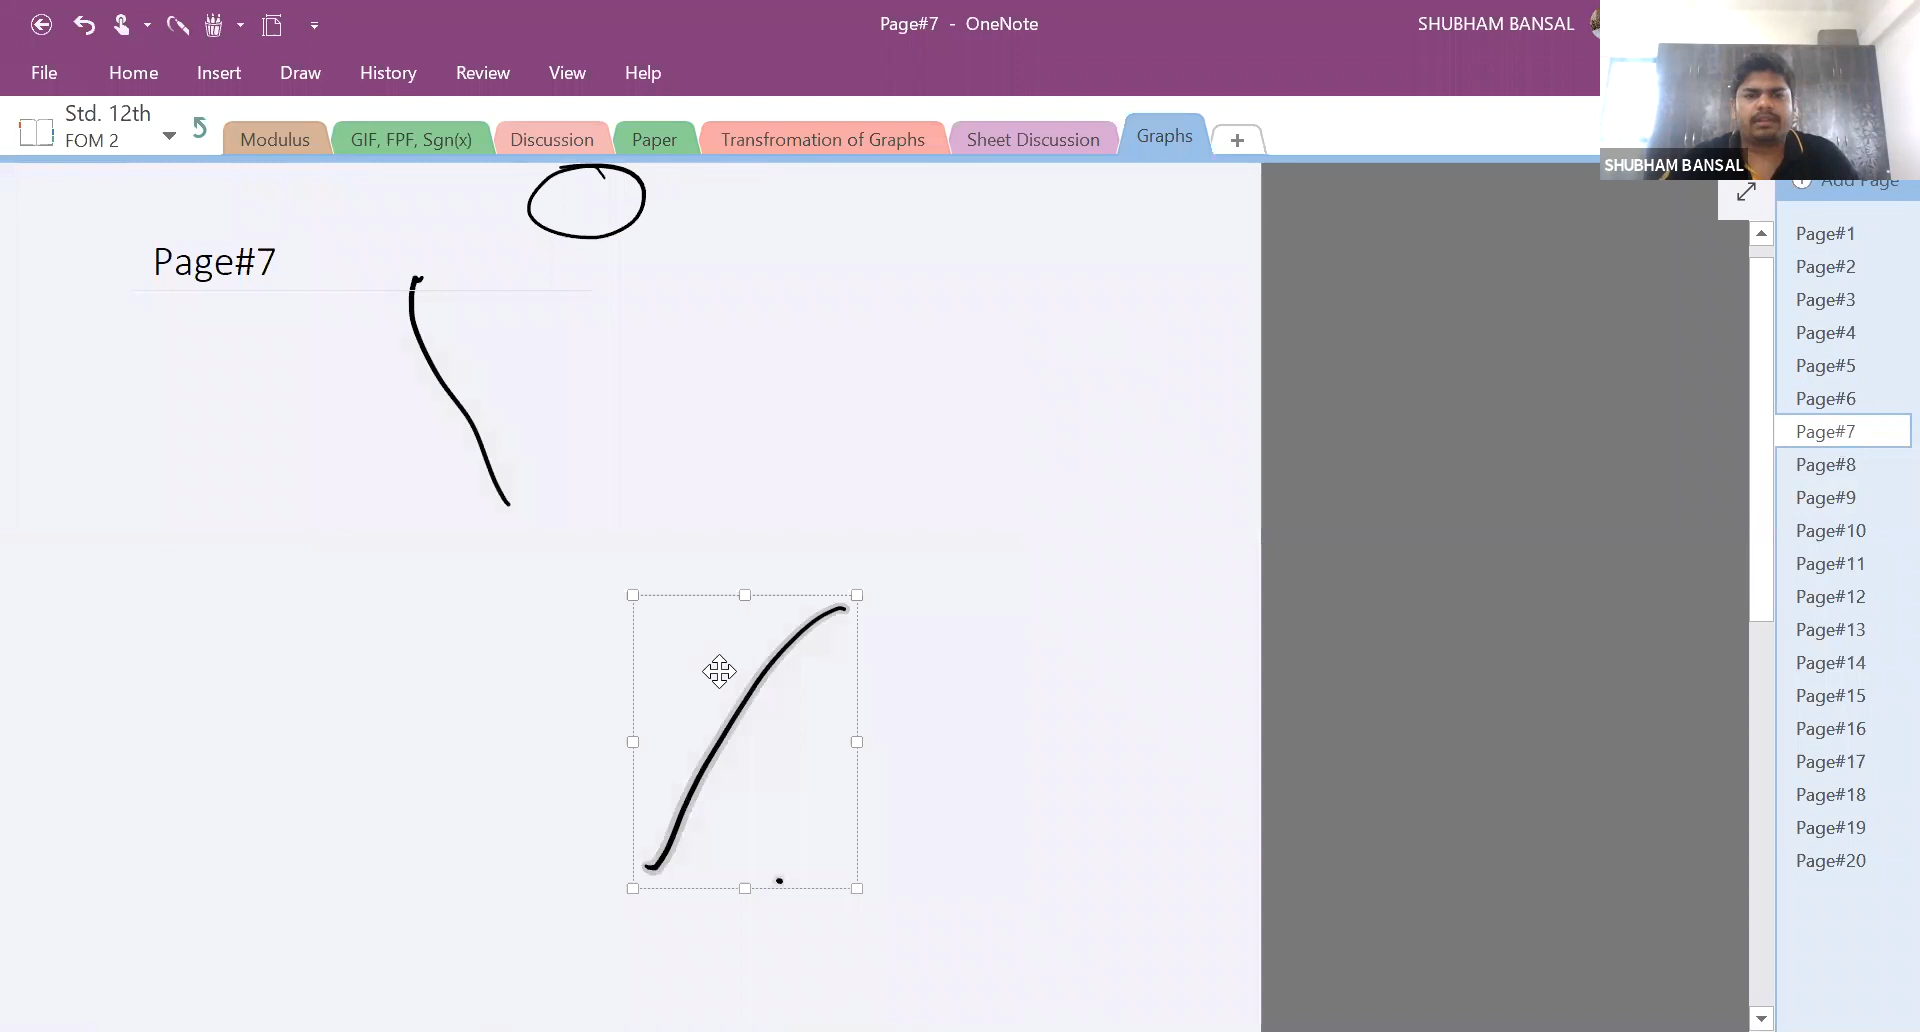 Page#7 - OneNote
SHUBHAM BANSAL
File Home Insert Draw History Review View Help
Std. 12th
FOM 2
Modulus GIF, FPF, Sgn(x) Discussion Paper Transfromation of Graphs Sheet Discussion Graphs +
SHUBHAM BANSAL
Add Page
Page#7
Page#1
Page#2
Page#3
Page#4
Page#5
Page#6
Page#7
Page#8
Page#9
Page#10
Page#11
Page#12
Page#13
Page#14
Page#15
Page#16
Page#17
Page#18
Page#19
Page#20